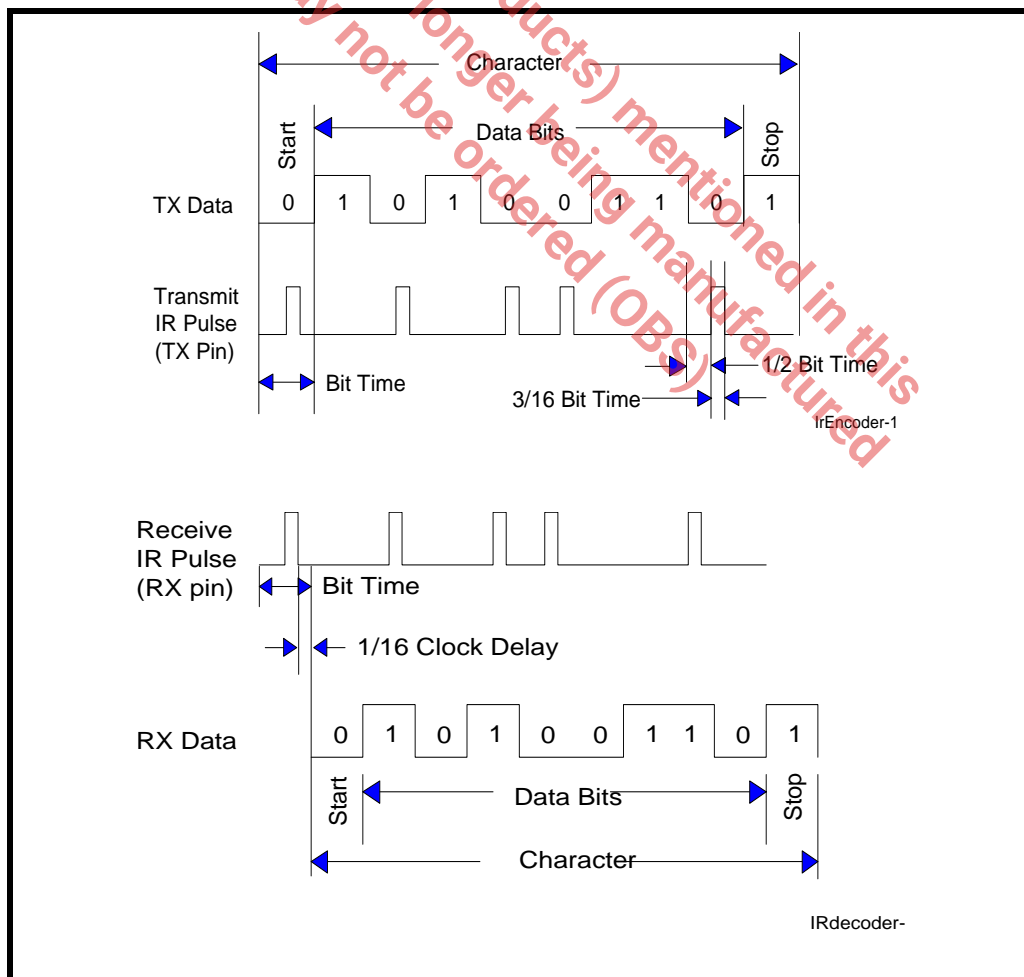 ducts) mentioned in this
longer being manufactured
ay not be ordered (OBS)
Character
Start
Data Bits
Stop
TX Data
0 1 0 1 0 0 1 1 0 1
Transmit
IR Pulse
(TX Pin)
Bit Time
1/2 Bit Time
3/16 Bit Time
IrEncoder-1
Receive
IR Pulse
(RX pin)
Bit Time
1/16 Clock Delay
RX Data
0 1 0 1 0 0 1 1 0 1
Start
Data Bits
Stop
Character
IRdecoder-